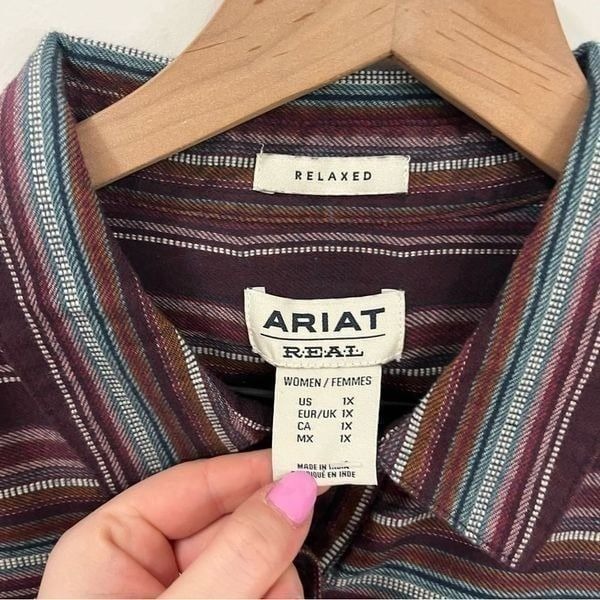 RELAXED
ARIAT
REAL
WOMEN / FEMMES
US 1X
EUR/UK 1X
CA 1X
MX 1X
MADE IN INDIA
FABRIQUÉ EN INDE